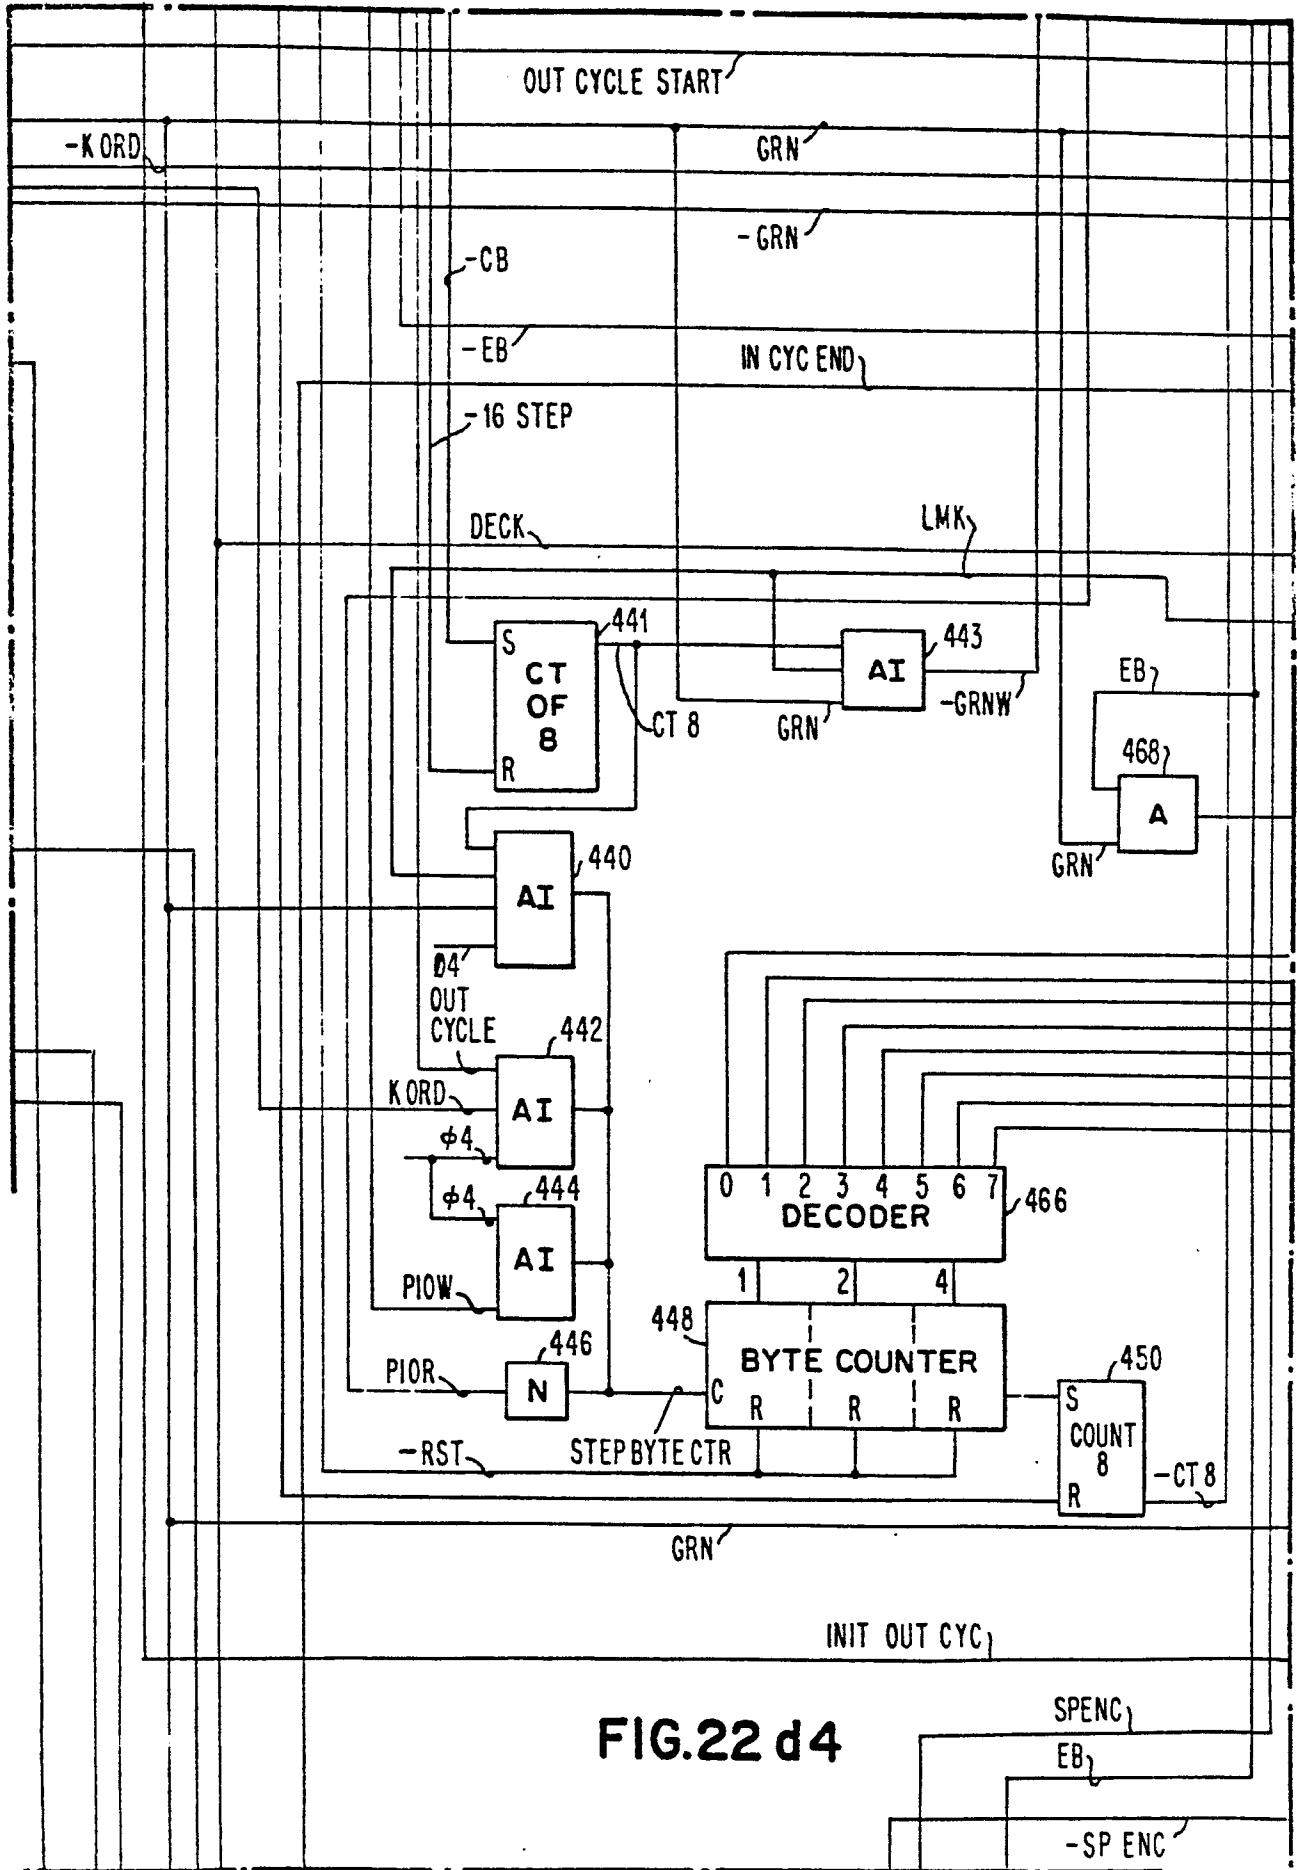 OUT CYCLE START
-K ORD
GRN
-GRN
-CB
-EB
IN CYC END
-16 STEP
DECK
LMK
441
S
CT
OF
8
R
CT 8
443
AI
GRN
-GRNW
EB
468
A
GRN
440
AI
Ø4
OUT
CYCLE
442
K ORD
AI
ϕ4
ϕ4
444
AI
PIOW
0 1 2 3 4 5 6 7
DECODER
466
1 2 4
448
BYTE COUNTER
C
R R R
446
PIOR
N
STEP BYTE CTR
-RST
450
S
COUNT
8
R
-CT 8
GRN
INIT OUT CYC
FIG.22 d4
SPENC
EB
-SP ENC